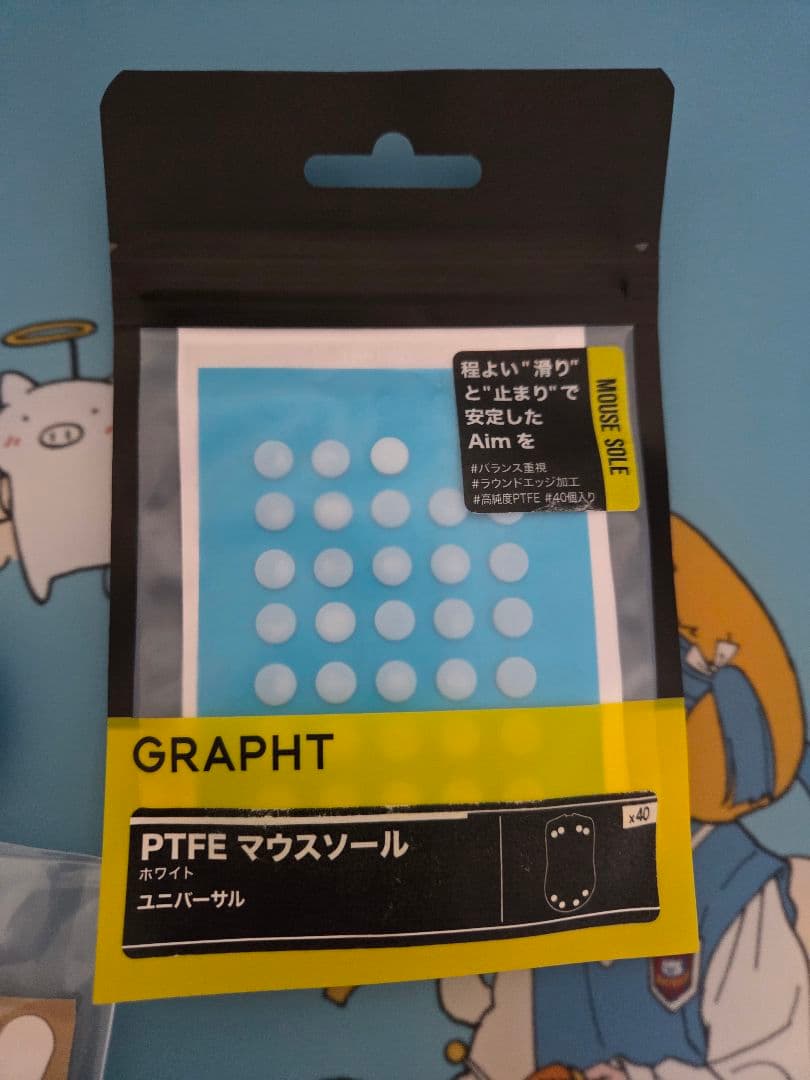 程よい"滑り"
と"止まり"で
安定した
Aim を
#バランス重視
#ラウンドエッジ加工
#高純度PTFE #40個入り
MOUSE SOLE
GRAPHT
PTFE マウスソール
ホワイト
ユニバーサル
x40